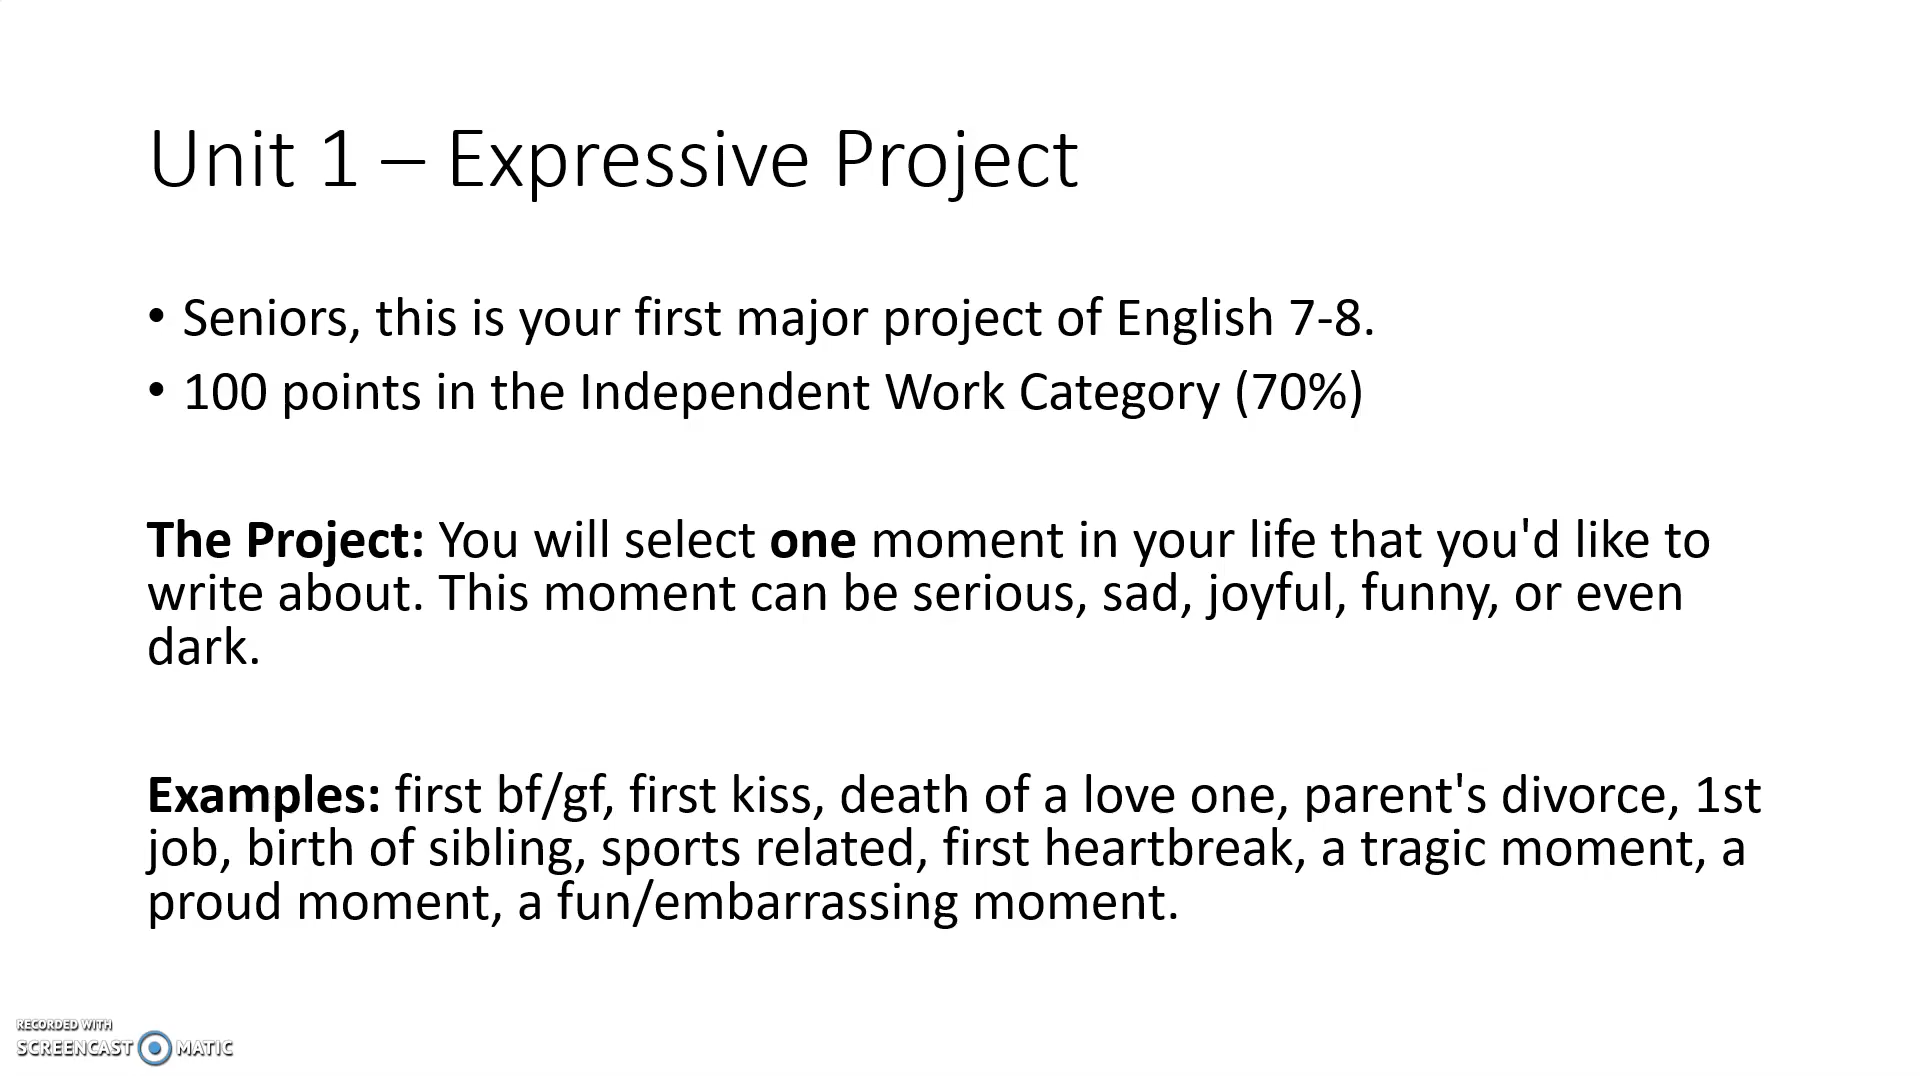 Unit 1 – Expressive Project
• Seniors, this is your first major project of English 7-8.
• 100 points in the Independent Work Category (70%)
The Project: You will select one moment in your life that you'd like to
write about. This moment can be serious, sad, joyful, funny, or even
dark.
Examples: first bf/gf, first kiss, death of a love one, parent's divorce, 1st
job, birth of sibling, sports related, first heartbreak, a tragic moment, a
proud moment, a fun/embarrassing moment.
RECORDED WITH
SCREENCAST MATIC